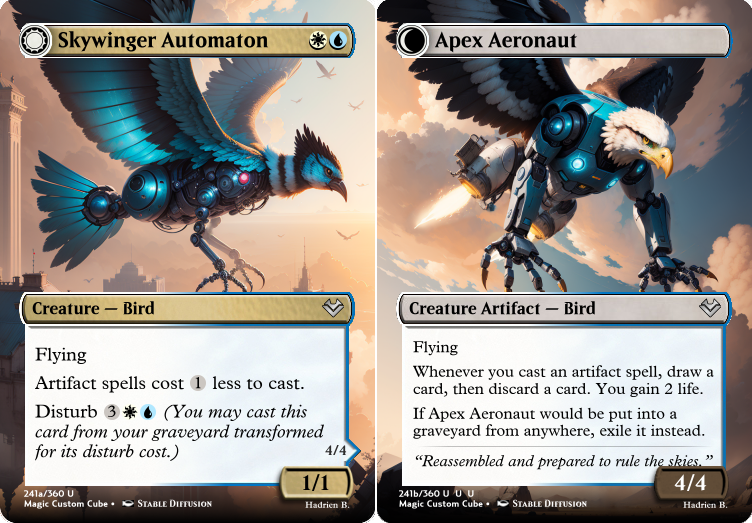 Skywinger Automaton
Creature — Bird
Flying
Artifact spells cost 1 less to cast.
Disturb 3 (You may cast this
card from your graveyard transformed
for its disturb cost.)
4/4
1/1
241a/360 U
Magic Custom Cube • Stable Diffusion
Hadrien B.
Apex Aeronaut
Creature Artifact — Bird
Flying
Whenever you cast an artifact spell, draw a
card, then discard a card. You gain 2 life.
If Apex Aeronaut would be put into a
graveyard from anywhere, exile it instead.
“Reassembled and prepared to rule the skies.”
4/4
241b/360 U U U
Magic Custom Cube • Stable Diffusion
Hadrien B.